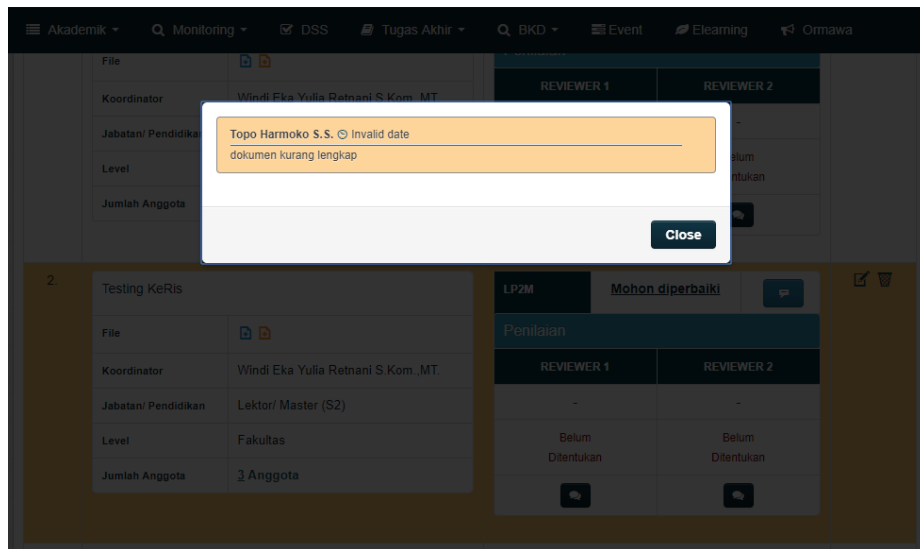 Akademik Monitoring DSS Tugas Akhir BKD Event Elearning Ormawa
File
REVIEWER 1 REVIEWER 2
Koordinator Windi Eka Yulia Retnani S.Kom.,MT.
Jabatan/ Pendidikan
-
Level
Jumlah Anggota
Topo Harmoko S.S. Invalid date
dokumen kurang lengkap
Close
2. Testing KeRis LP2M Mohon diperbaiki
File Penilaian
Koordinator Windi Eka Yulia Retnani S.Kom.,MT. REVIEWER 1 REVIEWER 2
Jabatan/ Pendidikan Lektor/ Master (S2) - -
Level Fakultas Belum Ditentukan Belum Ditentukan
Jumlah Anggota 3 Anggota